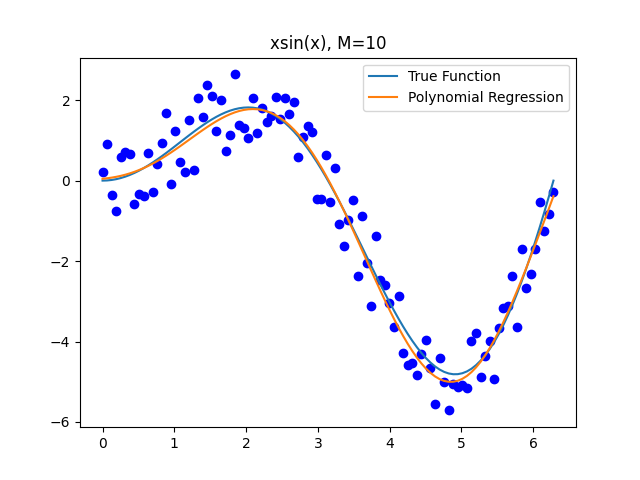 xsin(x), M=10
True Function
Polynomial Regression
2
0
−2
−4
−6
0 1 2 3 4 5 6